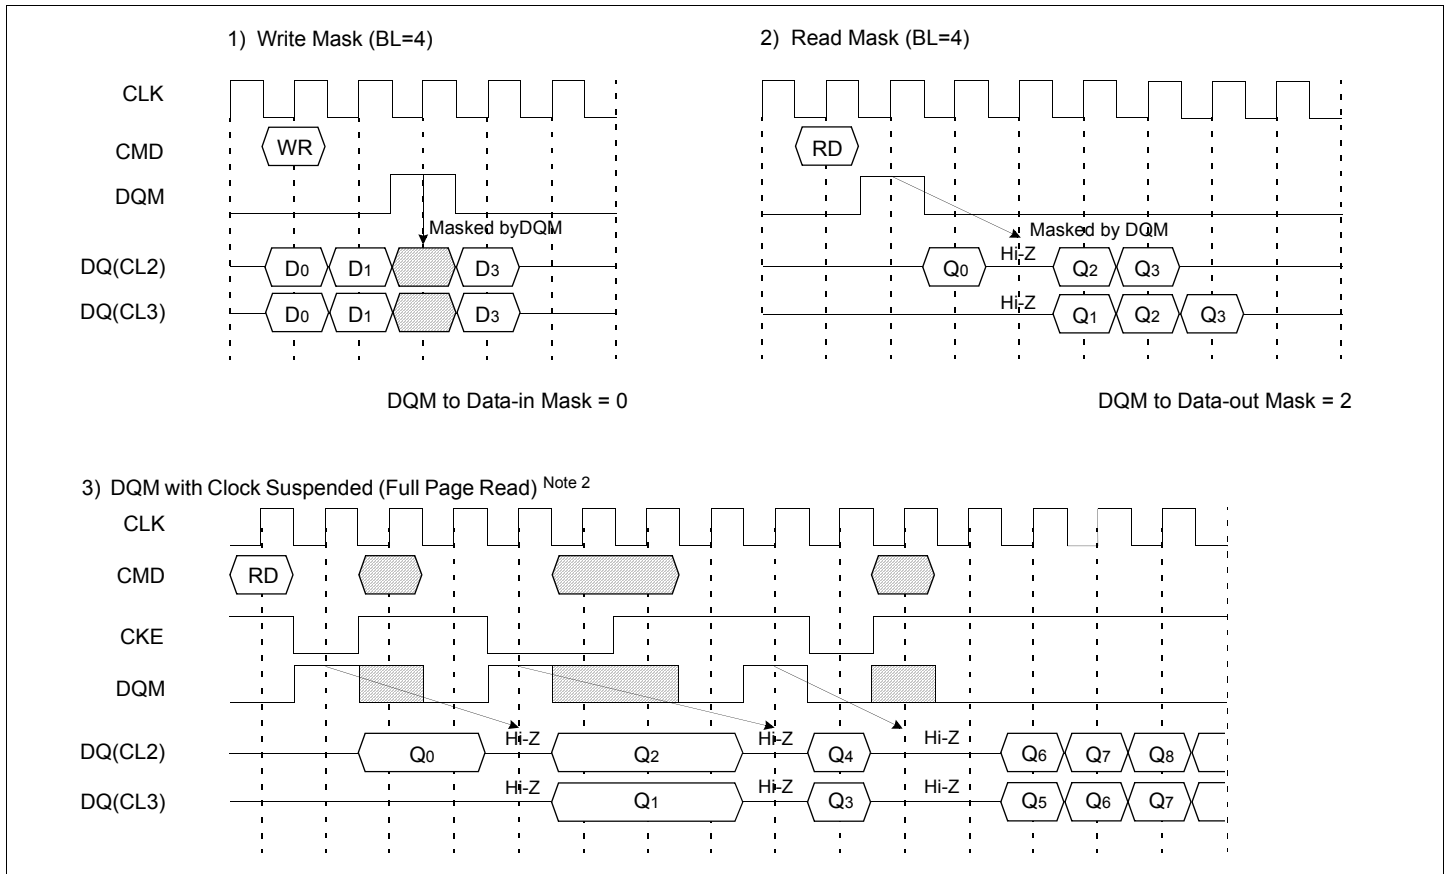 1) Write Mask (BL=4)
2) Read Mask (BL=4)
CLK
CMD
WR
RD
DQM
Masked byDQM
Masked by DQM
DQ(CL2)
D0 D1 D3
Q0 Hi-Z Q2 Q3
DQ(CL3)
D0 D1 D3
Hi-Z Q1 Q2 Q3
DQM to Data-in Mask = 0
DQM to Data-out Mask = 2
3) DQM with Clock Suspended (Full Page Read) Note 2
CLK
CMD
RD
CKE
DQM
DQ(CL2)
Q0 Hi-Z Q2 Hi-Z Q4 Hi-Z Q6 Q7 Q8
DQ(CL3)
Hi-Z Q1 Hi-Z Q3 Hi-Z Q5 Q6 Q7